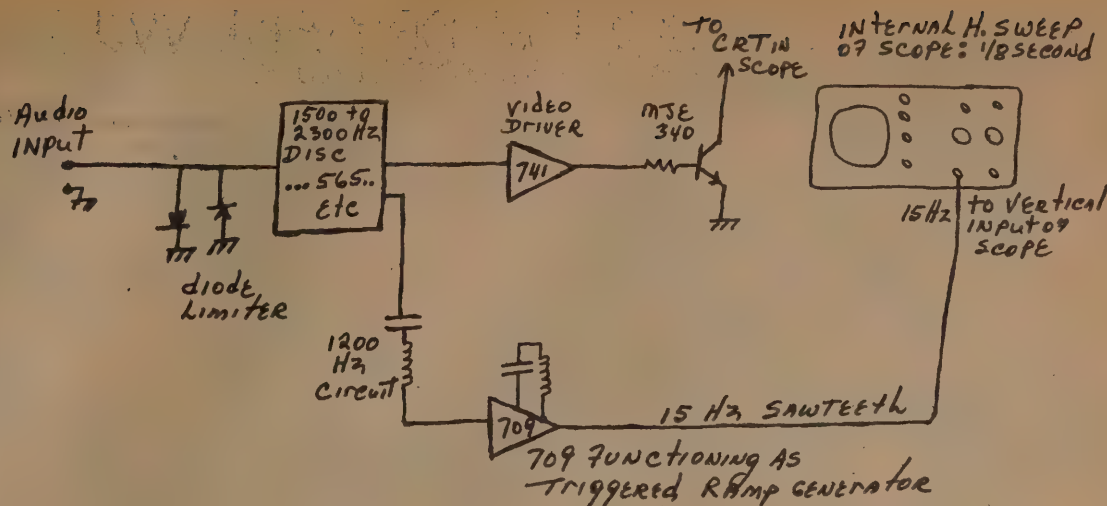 Audio
INPUT
diode
LIMITER
1500 to
2300 Hz
DISC
...565..
Etc
VIDEO
DRIVER
741
MJE
340
TO
CRT IN
SCOPE
INTERNAL H. SWEEP
OF SCOPE: 1/8 SECOND
15 Hz
TO VERTICAL
INPUT OF
SCOPE
1200
Hz
Circuit
709
15 Hz SAWTEETH
709 FUNCTIONING AS
TRIGGERED RAMP GENERATOR